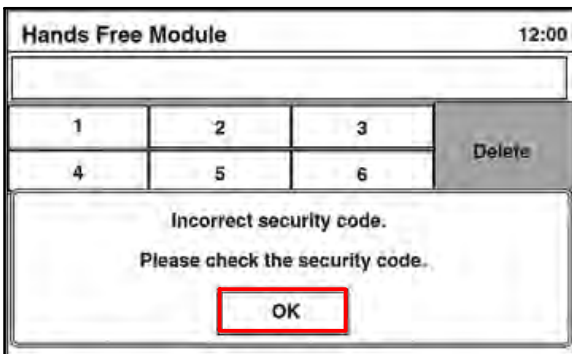 Hands Free Module 12:00
1 2 3
Delete
4 5 6
Incorrect security code.
Please check the security code.
OK